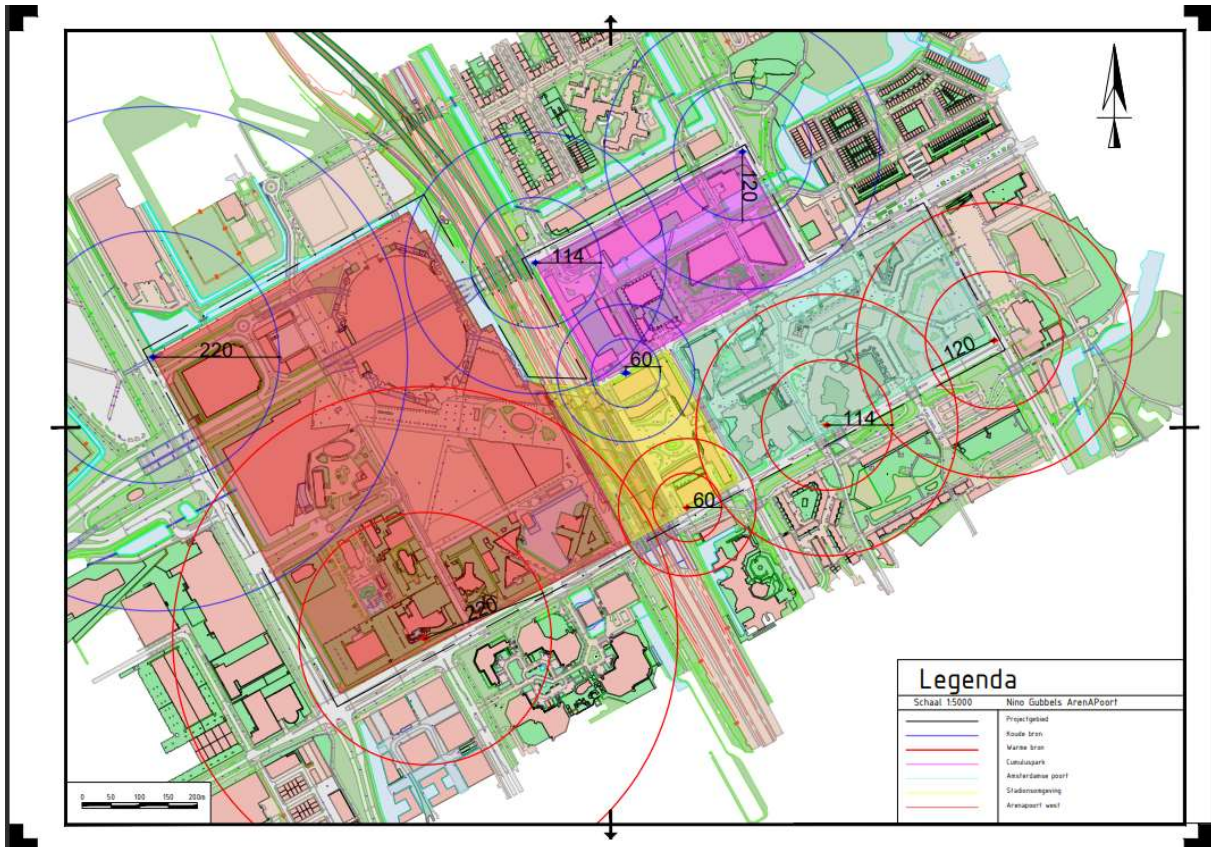 120
114
220
60
120
114
60
220
Legenda
Schaal 1:5000 Nino Gubbels ArenAPoort
Projectgebied
Koude bron
Warme bron
Cumuluspark
Amsterdamse poort
Stadionsomgeving
Arenapoort west
0 50 100 150 200m